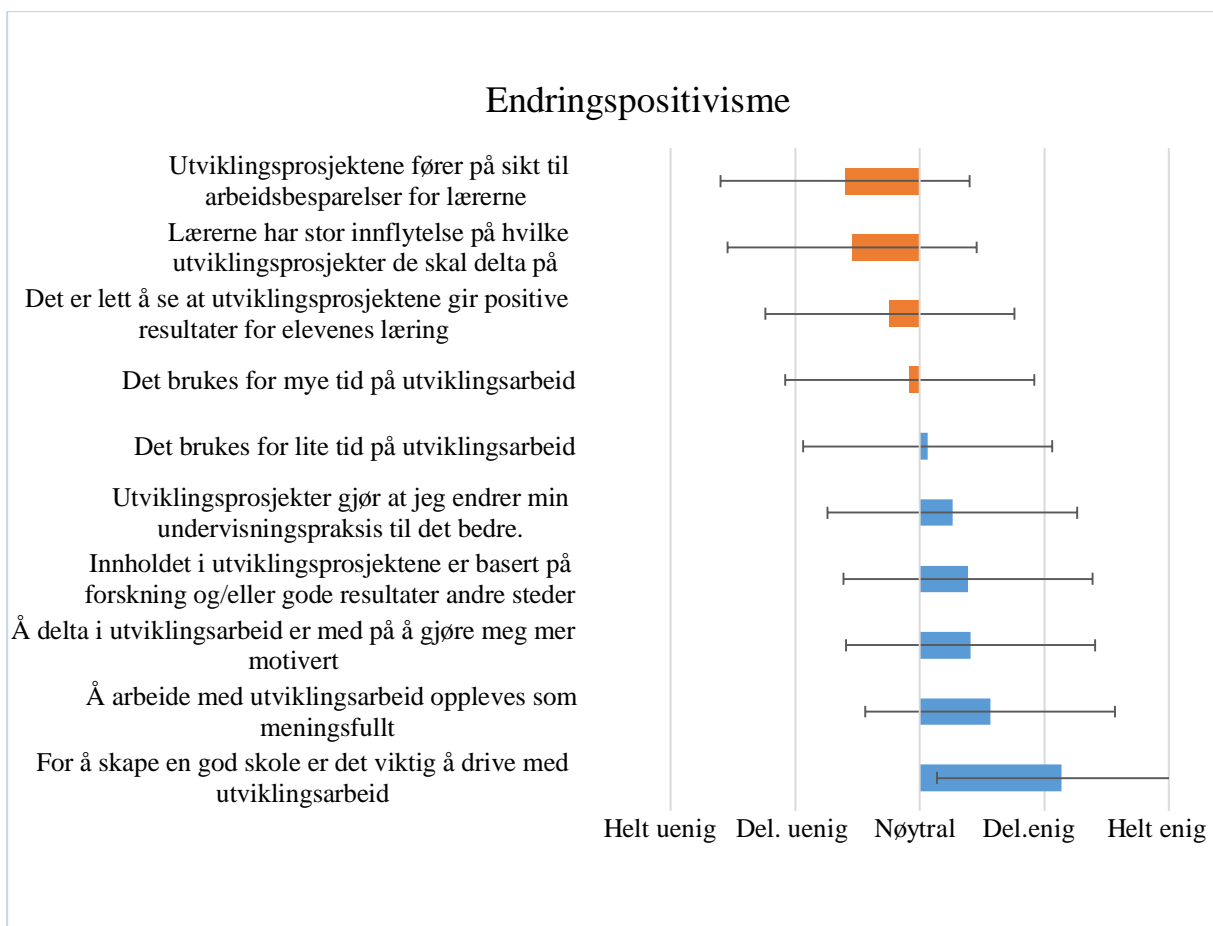 Endringspositivisme
Utviklingsprosjektene fører på sikt til
arbeidsbesparelser for lærerne
Lærerne har stor innflytelse på hvilke
utviklingsprosjekter de skal delta på
Det er lett å se at utviklingsprosjektene gir positive
resultater for elevenes læring
Det brukes for mye tid på utviklingsarbeid
Det brukes for lite tid på utviklingsarbeid
Utviklingsprosjekter gjør at jeg endrer min
undervisningspraksis til det bedre.
Innholdet i utviklingsprosjektene er basert på
forskning og/eller gode resultater andre steder
Å delta i utviklingsarbeid er med på å gjøre meg mer
motivert
Å arbeide med utviklingsarbeid oppleves som
meningsfullt
For å skape en god skole er det viktig å drive med
utviklingsarbeid
Helt uenig Del. uenig Nøytral Del.enig Helt enig